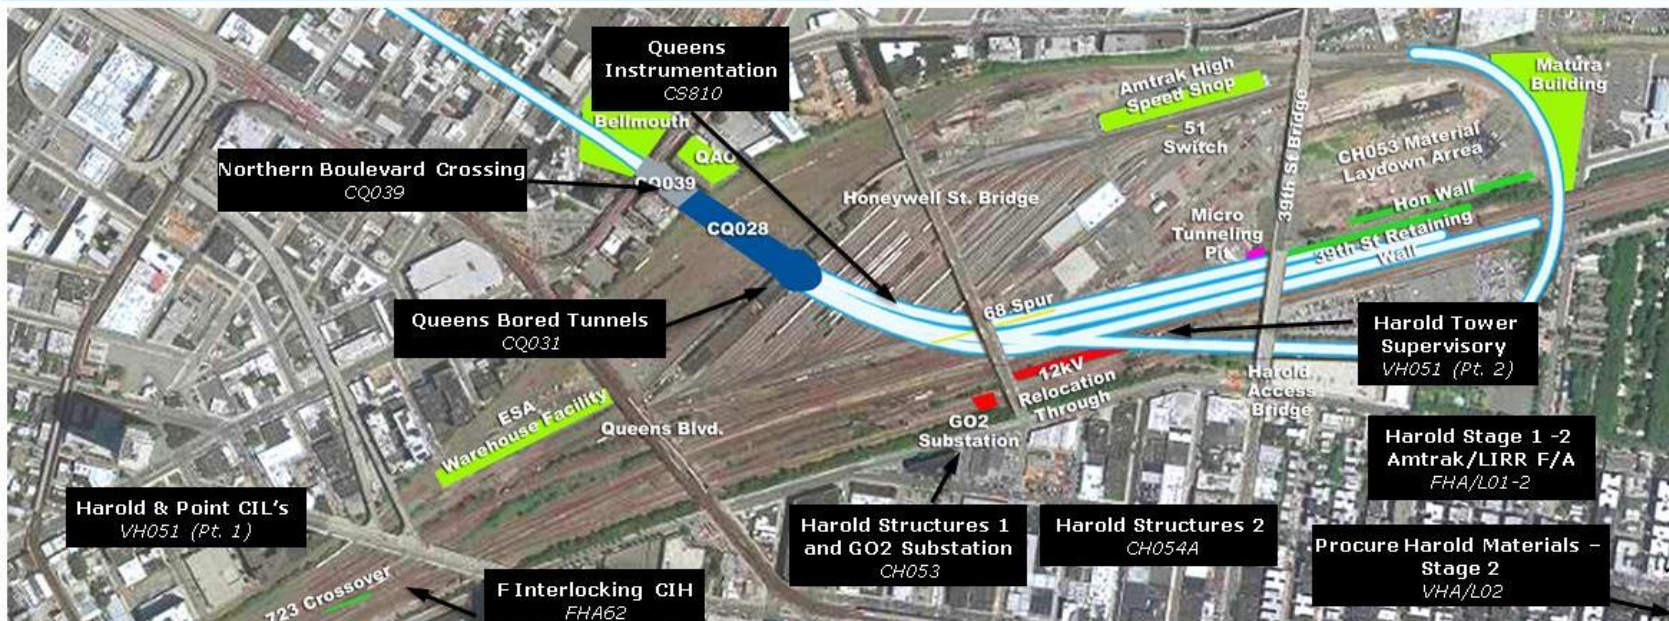 Queens
Instrumentation
CS810
Amtrak High
Speed Shop
Matura
Building
Bellmouth
51
Switch
39th St Bridge
CH053 Material
Laydown Arrea
QAO
Northern Boulevard Crossing
CQ039
CQ039
Honeywell St. Bridge
Hon Wall
CQ028
Micro
Tunneling
Pit
39th St Retaining
Wall
68 Spur
Queens Bored Tunnels
CQ031
Harold Tower
Supervisory
VH051 (Pt. 2)
12kV
Relocation
Through
Harold
Access
Bridge
ESA
Warehouse Facility
Queens Blvd.
GO2
Substation
Harold Stage 1 -2
Amtrak/LIRR F/A
FHA/L01-2
Harold & Point CIL's
VH051 (Pt. 1)
Harold Structures 1
and GO2 Substation
CH053
Harold Structures 2
CH054A
Procure Harold Materials –
Stage 2
VHA/L02
723 Crossover
F Interlocking CIH
FHA62